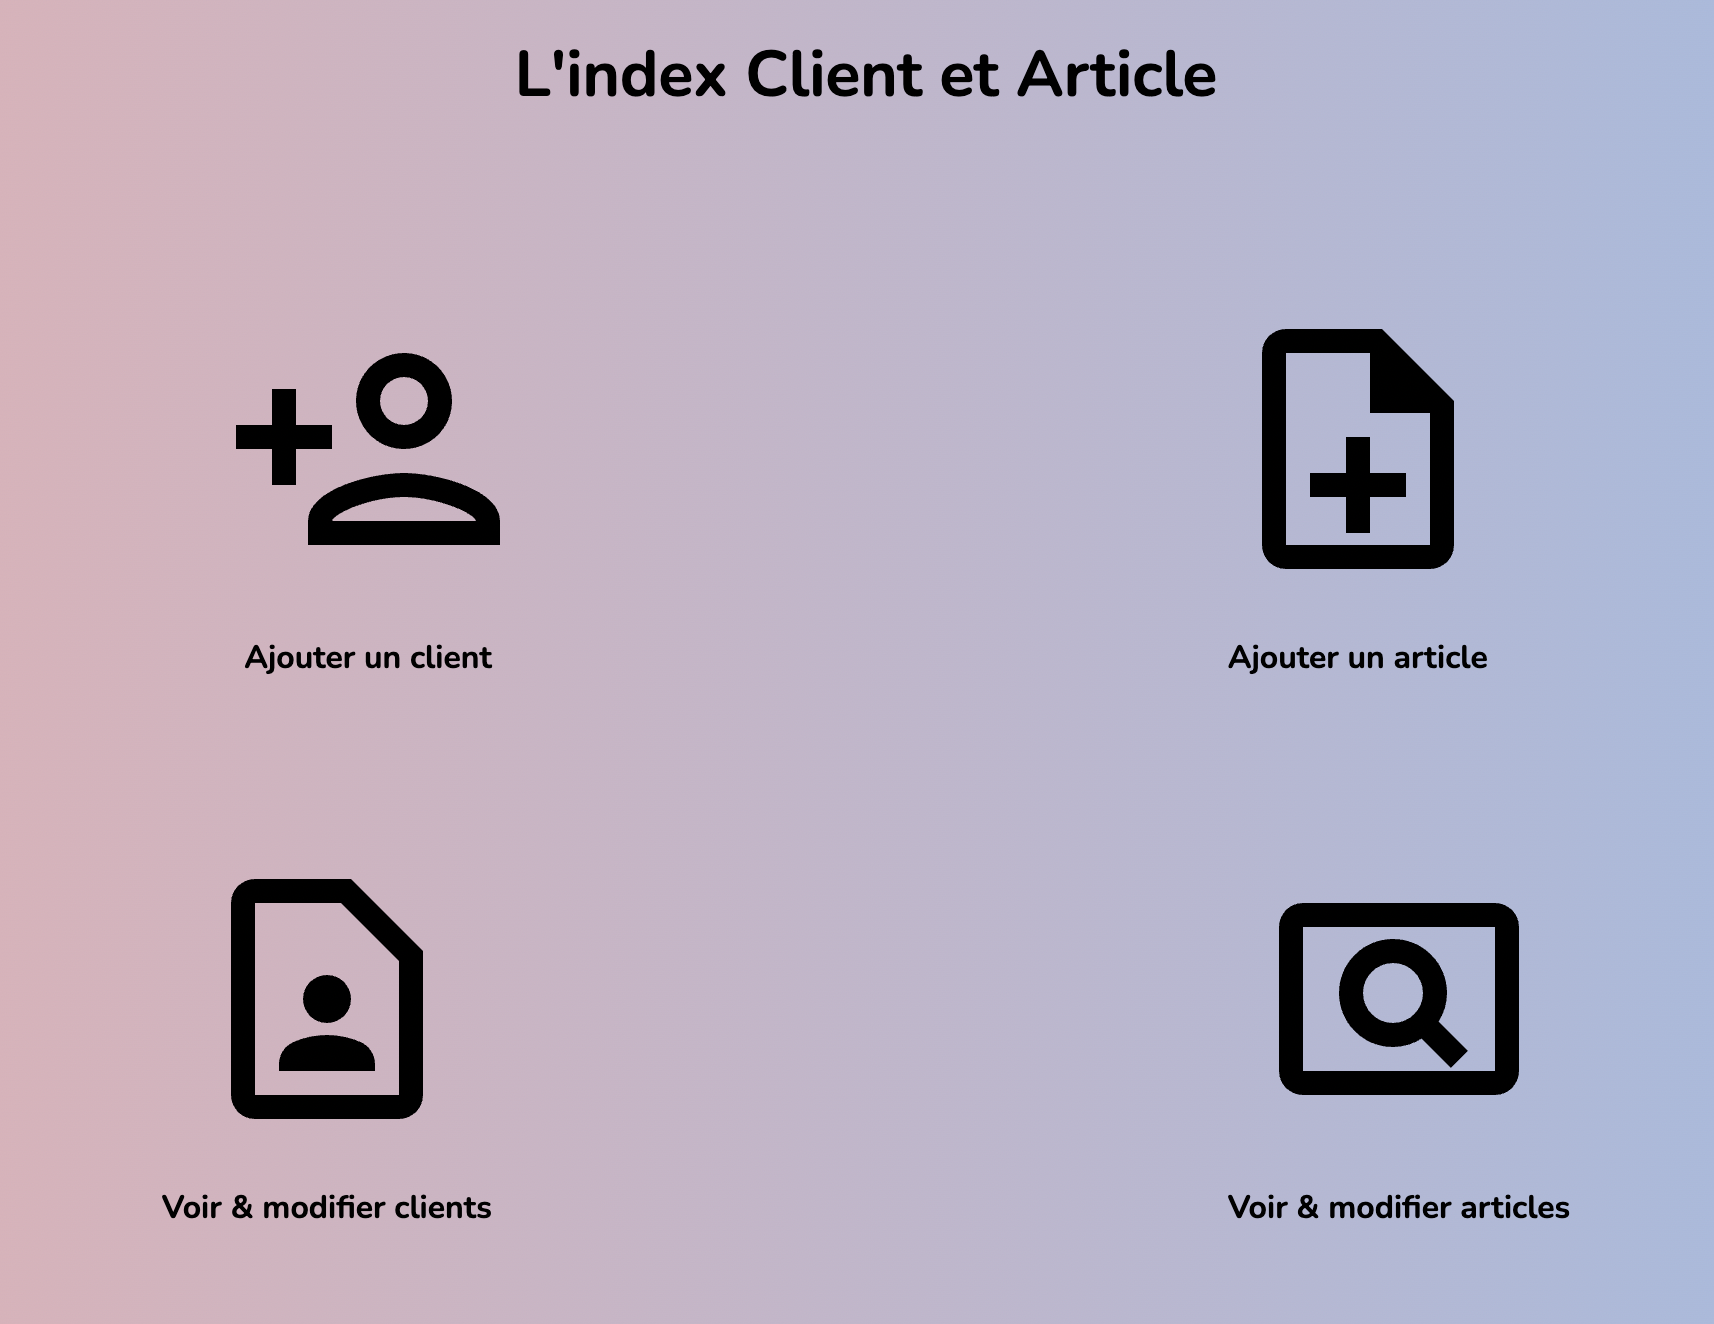 L'index Client et Article
Ajouter un client
Ajouter un article
Voir & modifier clients
Voir & modifier articles